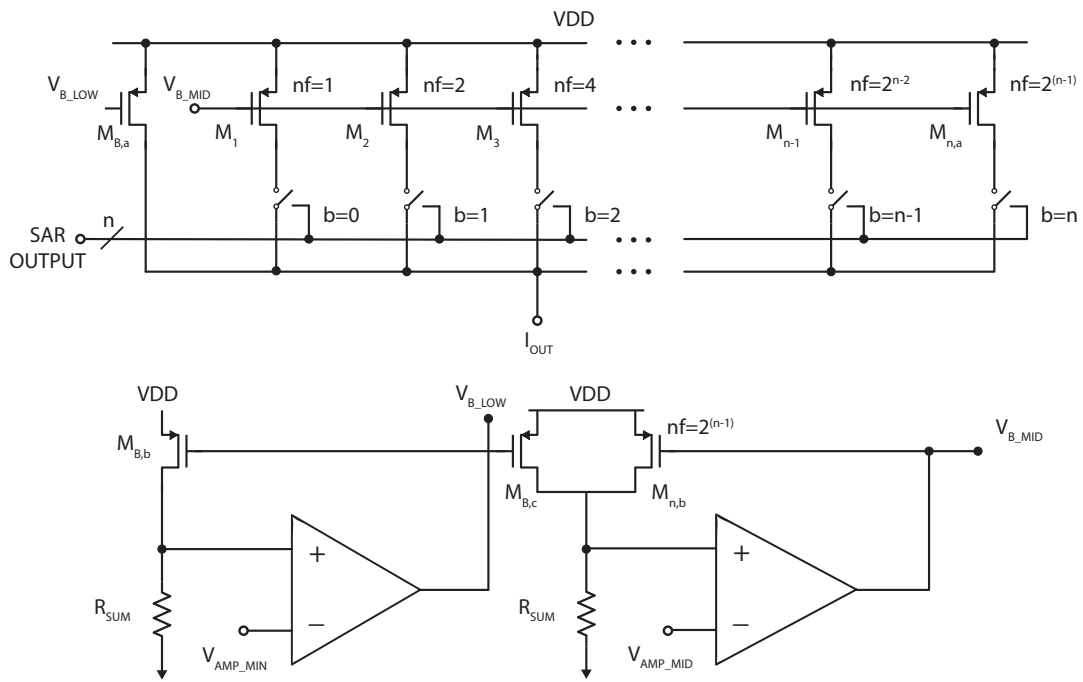 VDD
V_B_LOW
V_B_MID
nf=1
nf=2
nf=4
nf=2^n-2
nf=2^(n-1)
M_B,a
M_1
M_2
M_3
M_n-1
M_n,a
b=0
b=1
b=2
b=n-1
b=n
n
SAR
OUTPUT
I_OUT
VDD
V_B_LOW
VDD
nf=2^(n-1)
V_B_MID
M_B,b
M_B,c
M_n,b
+
+
R_SUM
R_SUM
−
−
V_AMP_MIN
V_AMP_MID